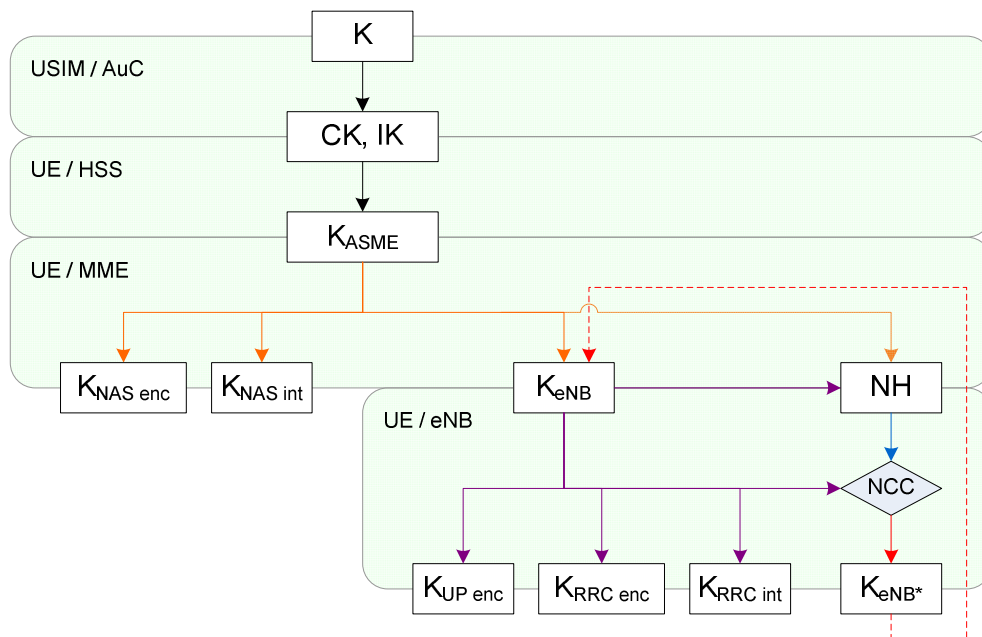 K
USIM / AuC
CK, IK
UE / HSS
KASME
UE / MME
KNAS enc
KNAS int
KeNB
NH
UE / eNB
NCC
KUP enc
KRRC enc
KRRC int
KeNB*